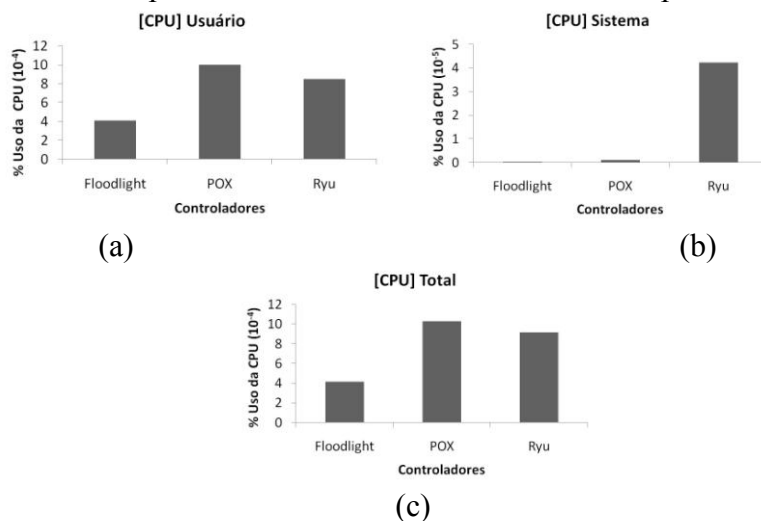 [CPU] Usuário
% Uso da CPU (10-4)
12
10
8
6
4
2
0
Floodlight POX Ryu
Controladores
(a)
[CPU] Sistema
% Uso da CPU (10-5)
5
4
3
2
1
0
Floodlight POX Ryu
Controladores
(b)
[CPU] Total
% Uso da CPU (10-4)
12
10
8
6
4
2
0
Floodlight POX Ryu
Controladores
(c)